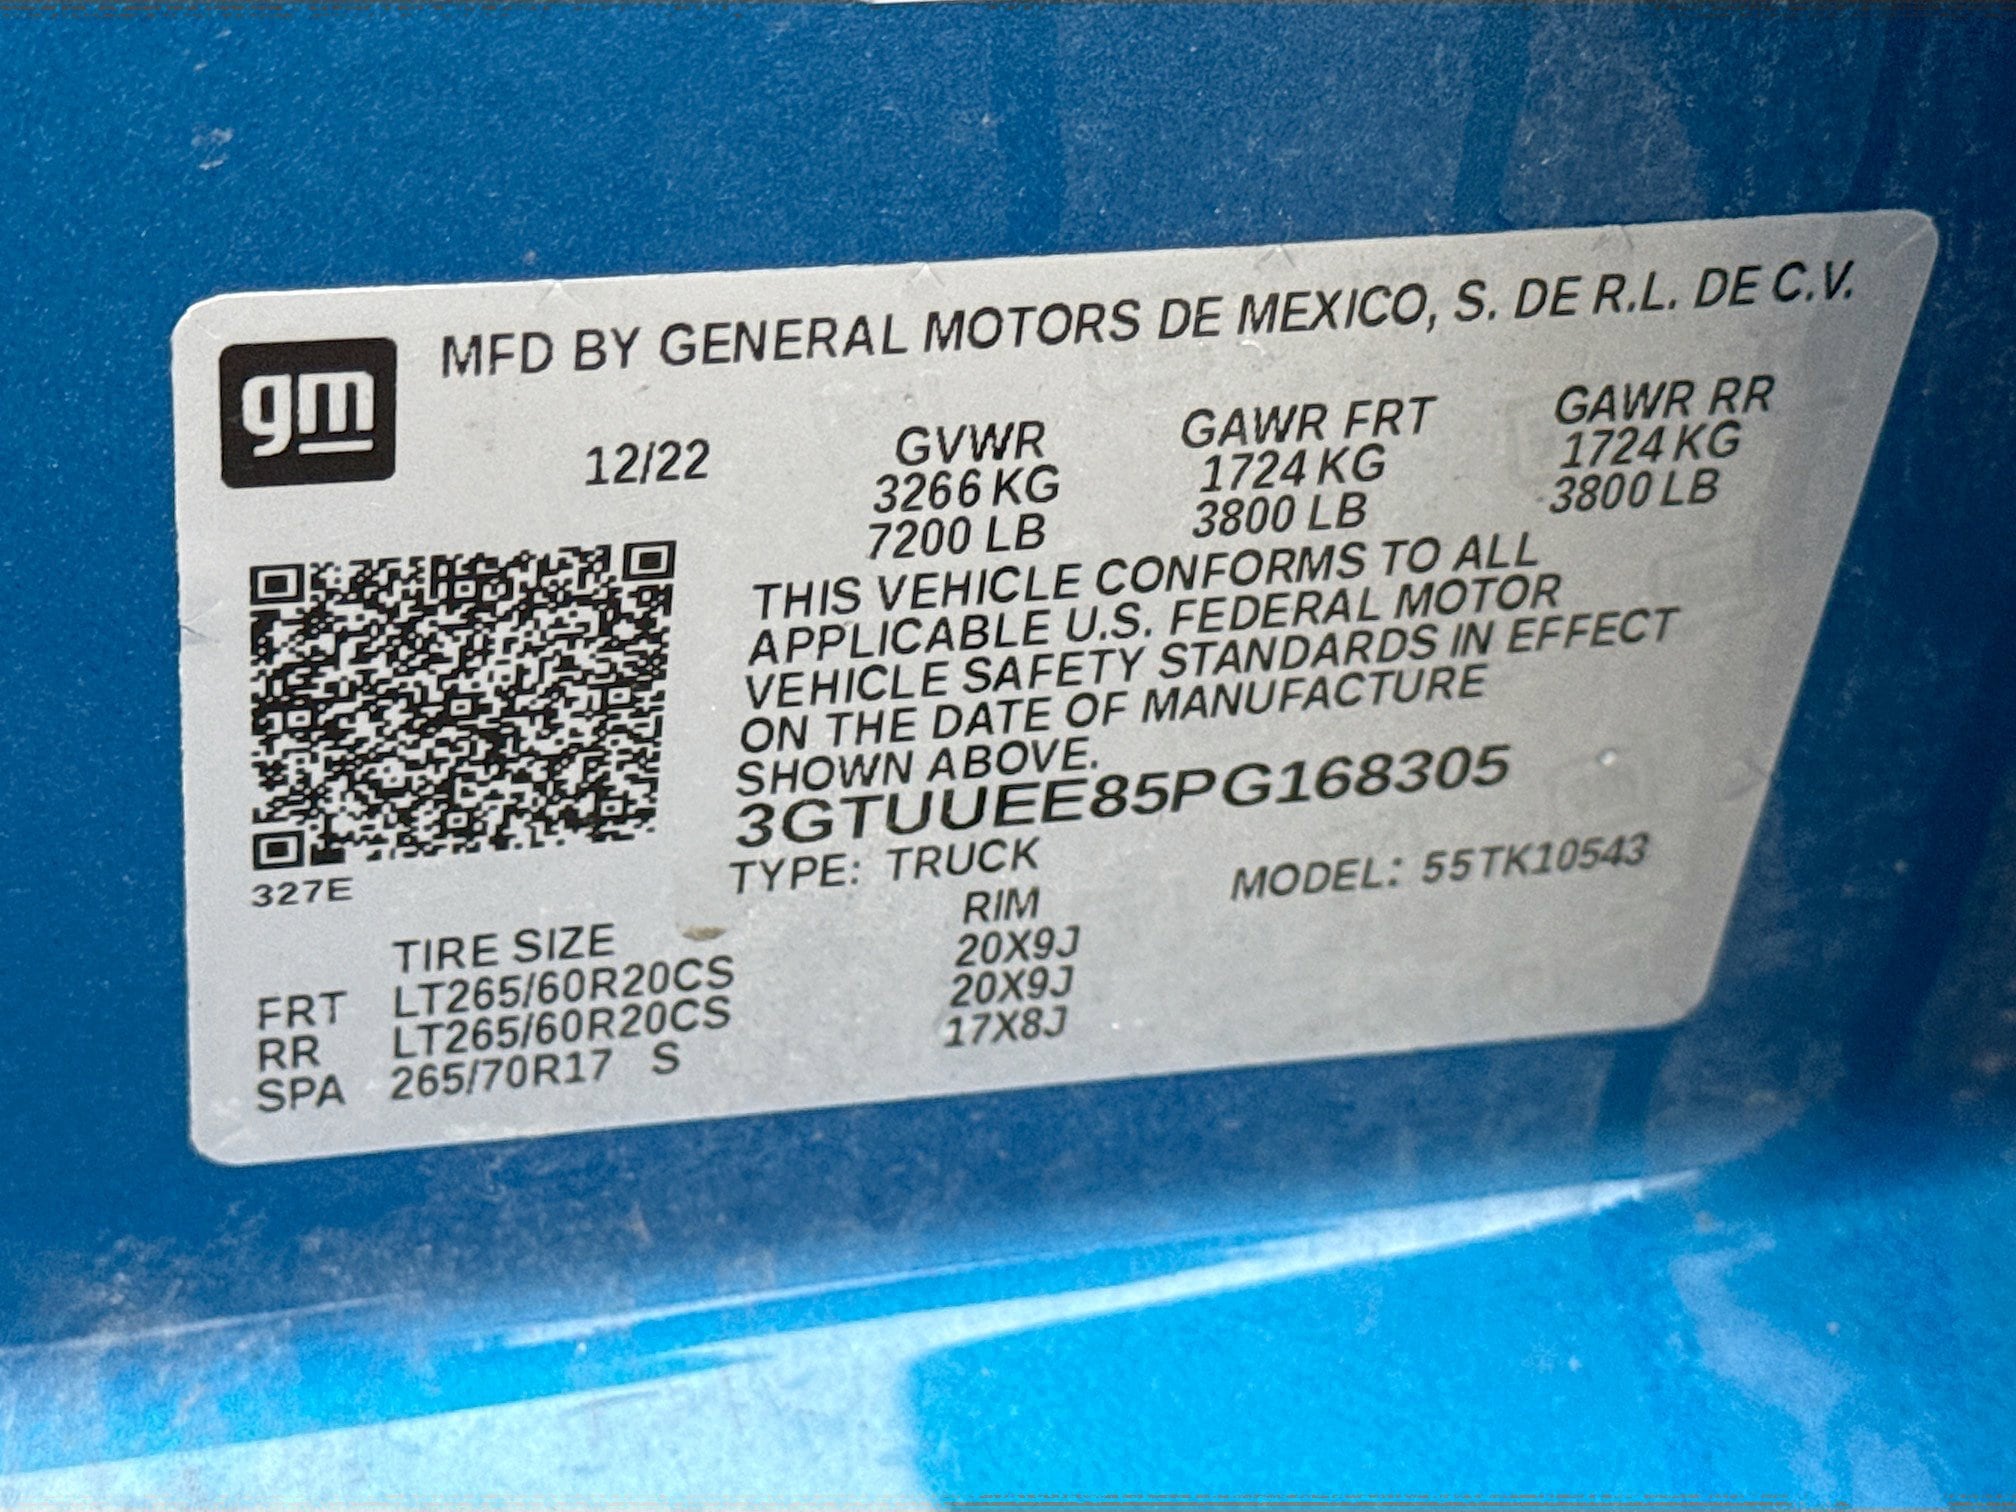 gm
MFD BY GENERAL MOTORS DE MEXICO, S. DE R.L. DE C.V.
12/22 GVWR GAWR FRT GAWR RR
3266 KG 1724 KG 1724 KG
7200 LB 3800 LB 3800 LB
THIS VEHICLE CONFORMS TO ALL
APPLICABLE U.S. FEDERAL MOTOR
VEHICLE SAFETY STANDARDS IN EFFECT
ON THE DATE OF MANUFACTURE
SHOWN ABOVE.
3GTUUEE85PG168305
TYPE: TRUCK MODEL: 55TK10543
327E
TIRE SIZE RIM
FRT LT265/60R20CS 20X9J
RR LT265/60R20CS 20X9J
SPA 265/70R17 S 17X8J